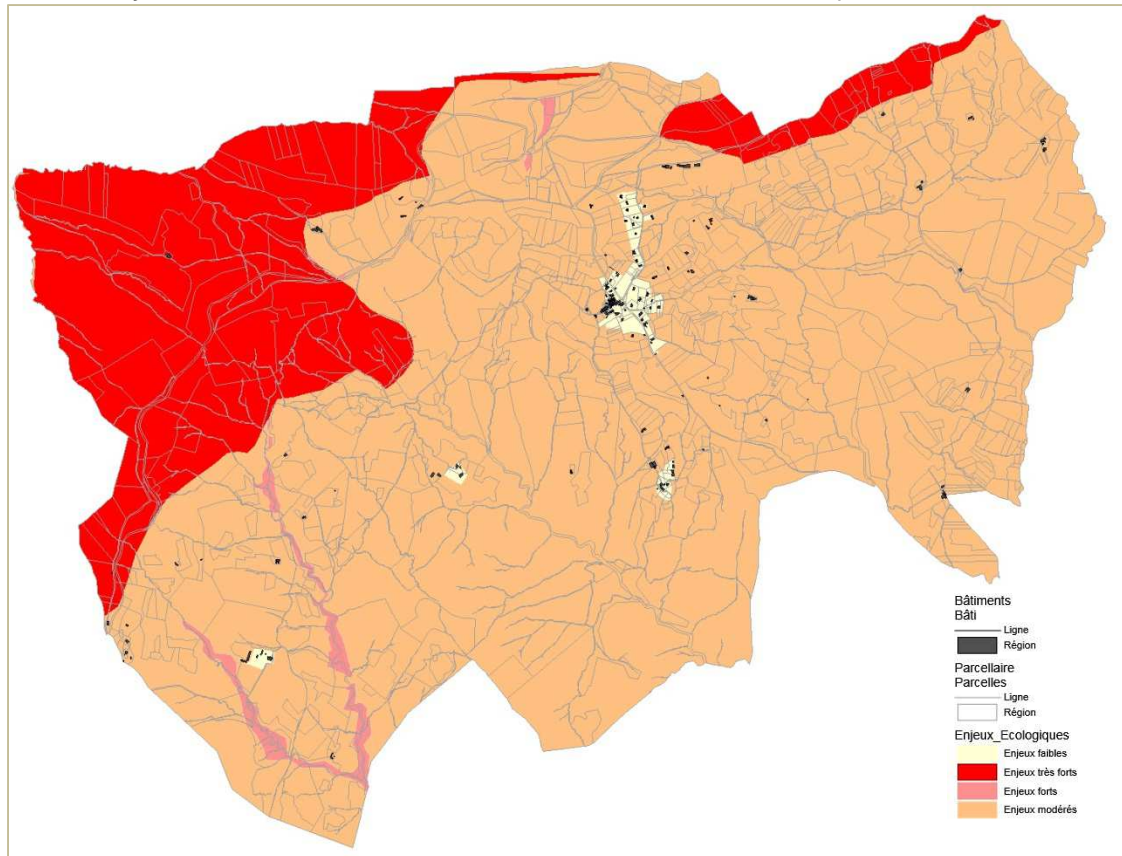 Bâtiments
Bâti
Ligne
Région
Parcellaire
Parcelles
Ligne
Région
Enjeux_Ecologiques
Enjeux faibles
Enjeux très forts
Enjeux forts
Enjeux modérés